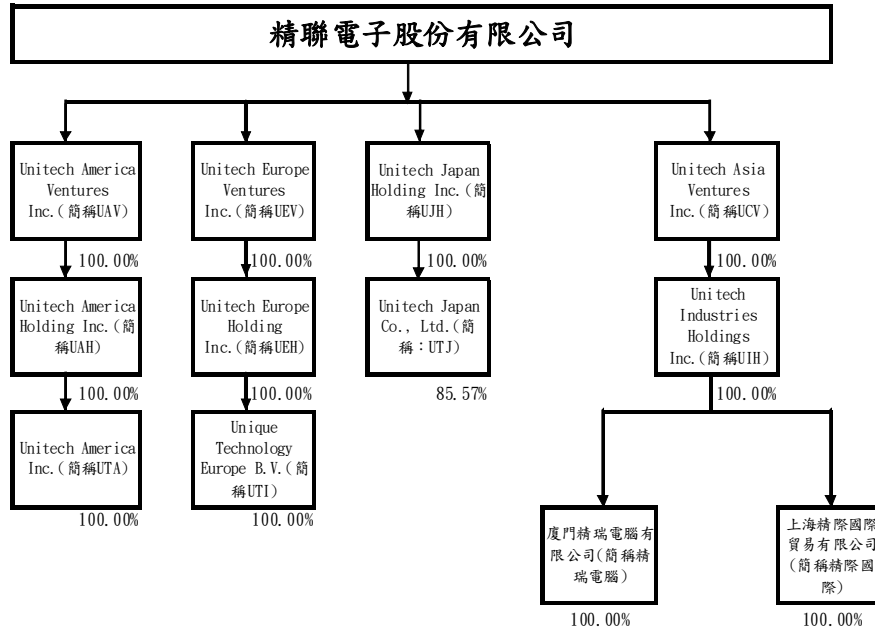 精聯電子股份有限公司
Unitech America
Ventures
Inc.(簡稱UAV)
100.00%
Unitech Europe
Ventures
Inc.(簡稱UEV)
100.00%
Unitech Japan
Holding Inc.(簡
稱UJH)
100.00%
Unitech Asia
Ventures
Inc.(簡稱UCV)
100.00%
Unitech America
Holding Inc.(簡
稱UAH)
100.00%
Unitech Europe
Holding
Inc.(簡稱UEH)
100.00%
Unitech Japan
Co., Ltd.(簡
稱：UTJ)
85.57%
Unitech
Industries
Holdings
Inc.(簡稱UIH)
100.00%
Unitech America
Inc.(簡稱UTA)
100.00%
Unique
Technology
Europe B.V.(簡
稱UTI)
100.00%
廈門精瑞電腦有
限公司(簡稱精
瑞電腦)
100.00%
上海精際國際
貿易有限公司
(簡稱精際國
際)
100.00%